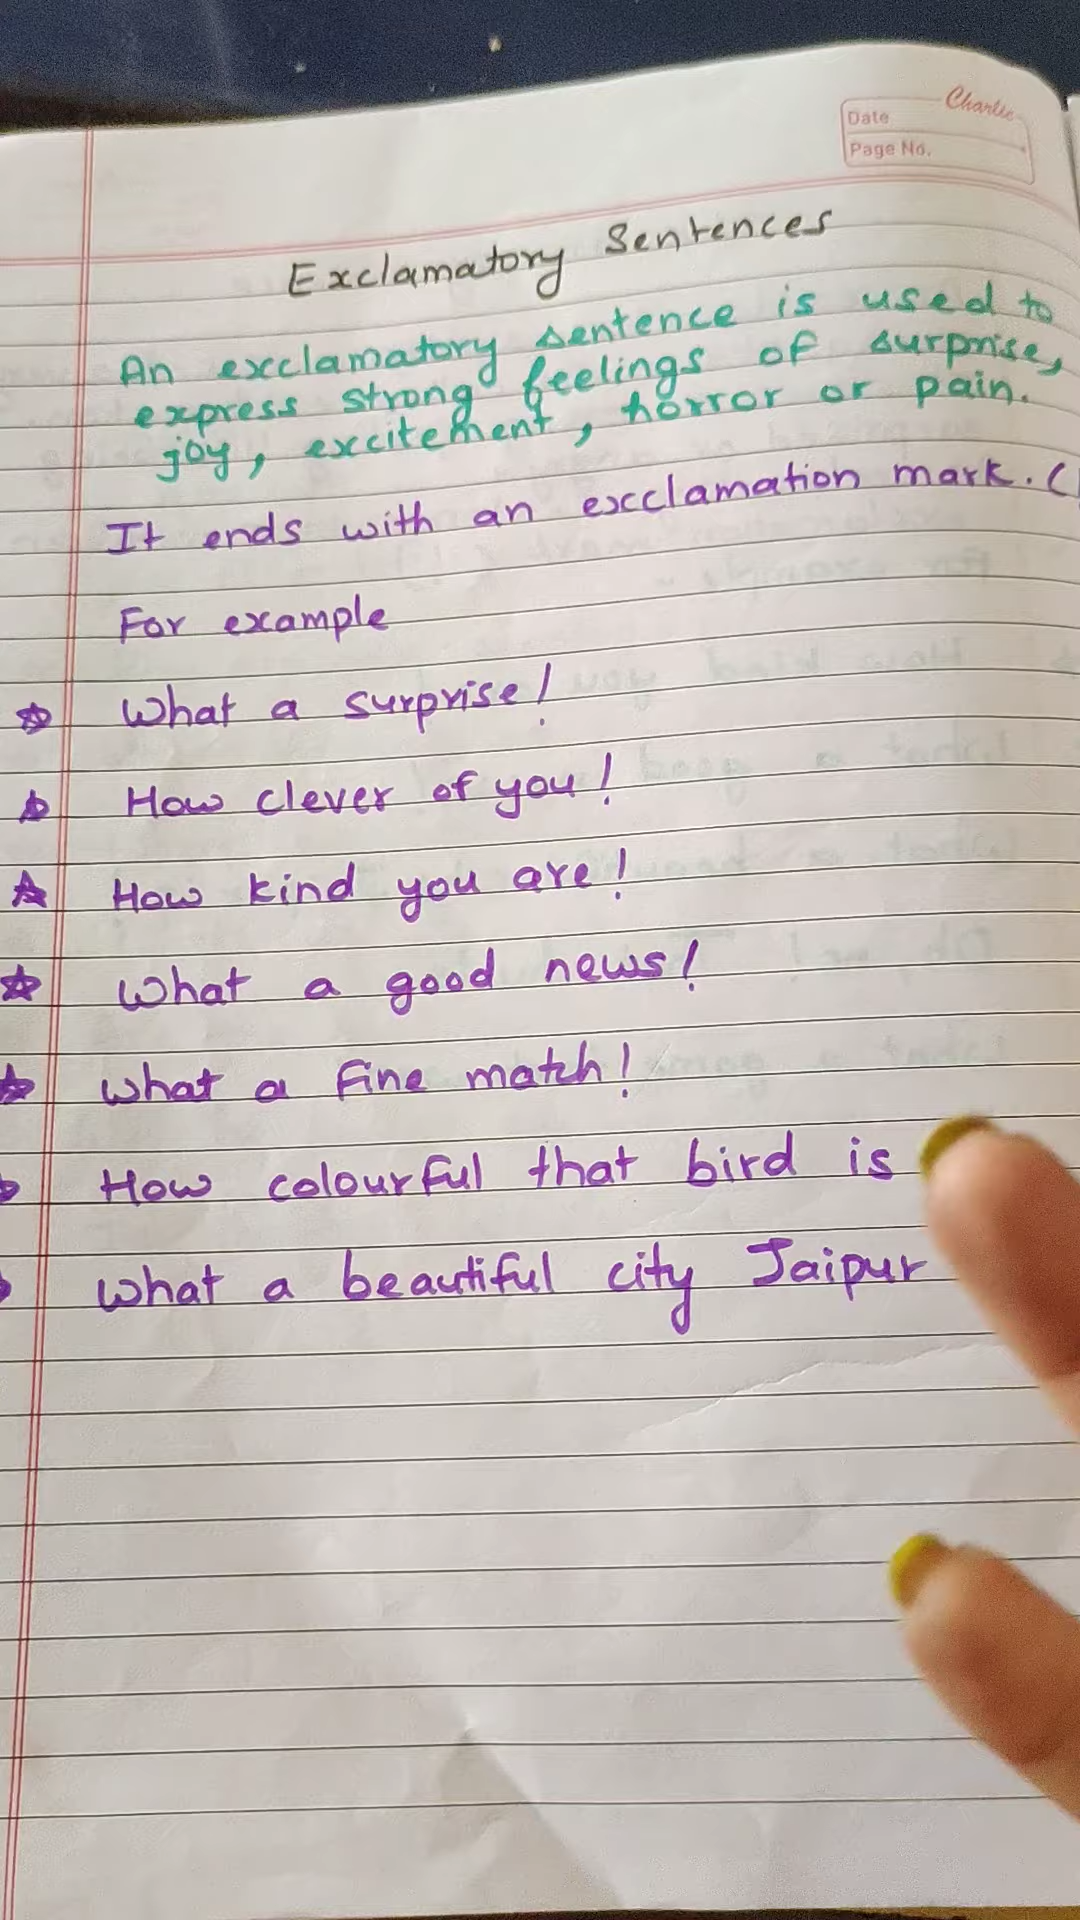 Charlie
Date
Page No.
Exclamatory Sentences
An exclamatory sentence is used to
express strong feelings of surprise,
joy, excitement, horror or pain.
It ends with an excclamation mark. (
For example
What a surprise!
How clever of you!
How kind you are!
What a good news!
What a fine match!
How colourful that bird is
What a beautiful city Jaipur